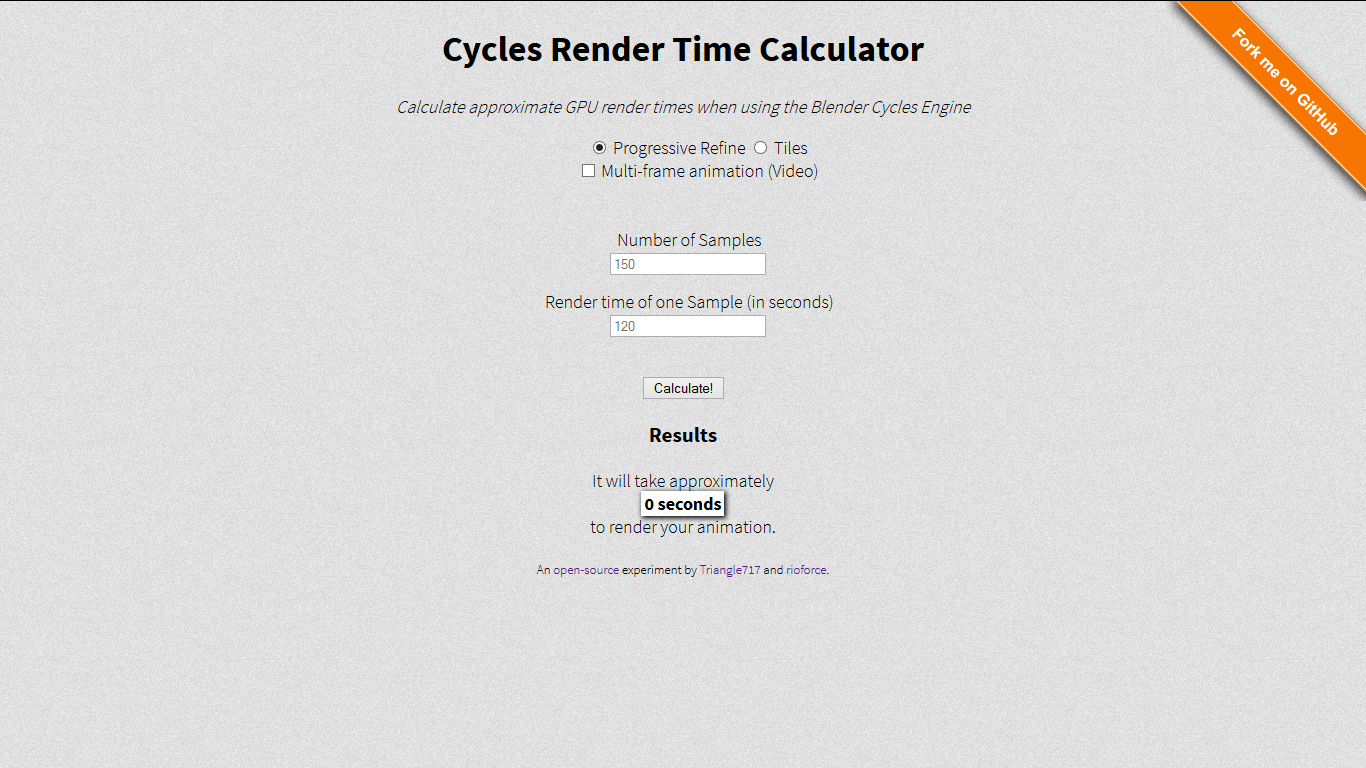 Cycles Render Time Calculator
Fork me on GitHub
Calculate approximate GPU render times when using the Blender Cycles Engine
Progressive Refine Tiles
Multi-frame animation (Video)
Number of Samples
150
Render time of one Sample (in seconds)
120
Calculate!
Results
It will take approximately
0 seconds
to render your animation.
An open-source experiment by Triangle717 and rioforce.